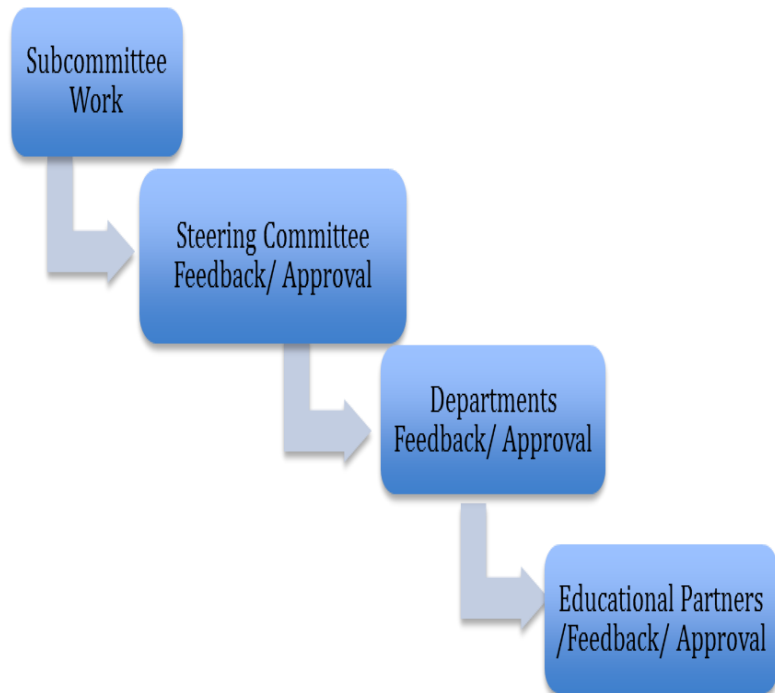 Subcommittee
Work
Steering Committee
Feedback/ Approval
Departments
Feedback/ Approval
Educational Partners
/Feedback/ Approval